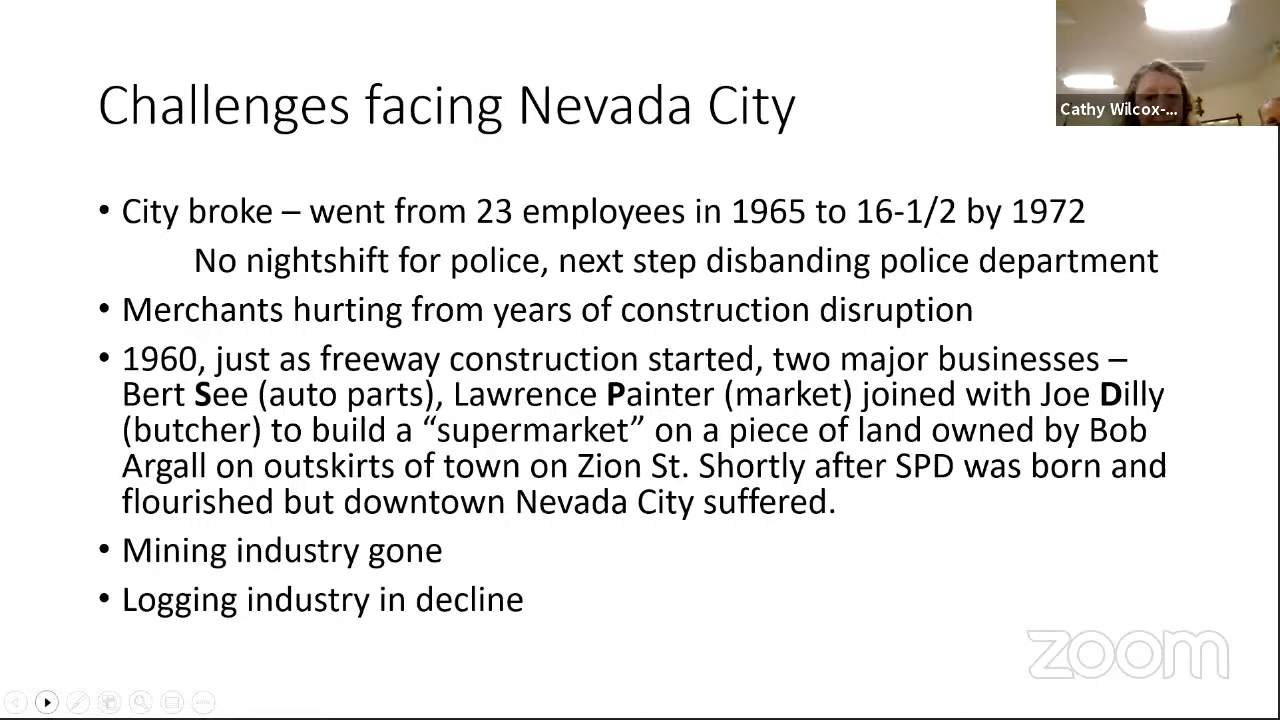 Challenges facing Nevada City
Cathy Wilcox-...
• City broke – went from 23 employees in 1965 to 16-1/2 by 1972
No nightshift for police, next step disbanding police department
• Merchants hurting from years of construction disruption
• 1960, just as freeway construction started, two major businesses –
Bert See (auto parts), Lawrence Painter (market) joined with Joe Dilly
(butcher) to build a “supermarket” on a piece of land owned by Bob
Argall on outskirts of town on Zion St. Shortly after SPD was born and
flourished but downtown Nevada City suffered.
• Mining industry gone
• Logging industry in decline
zoom